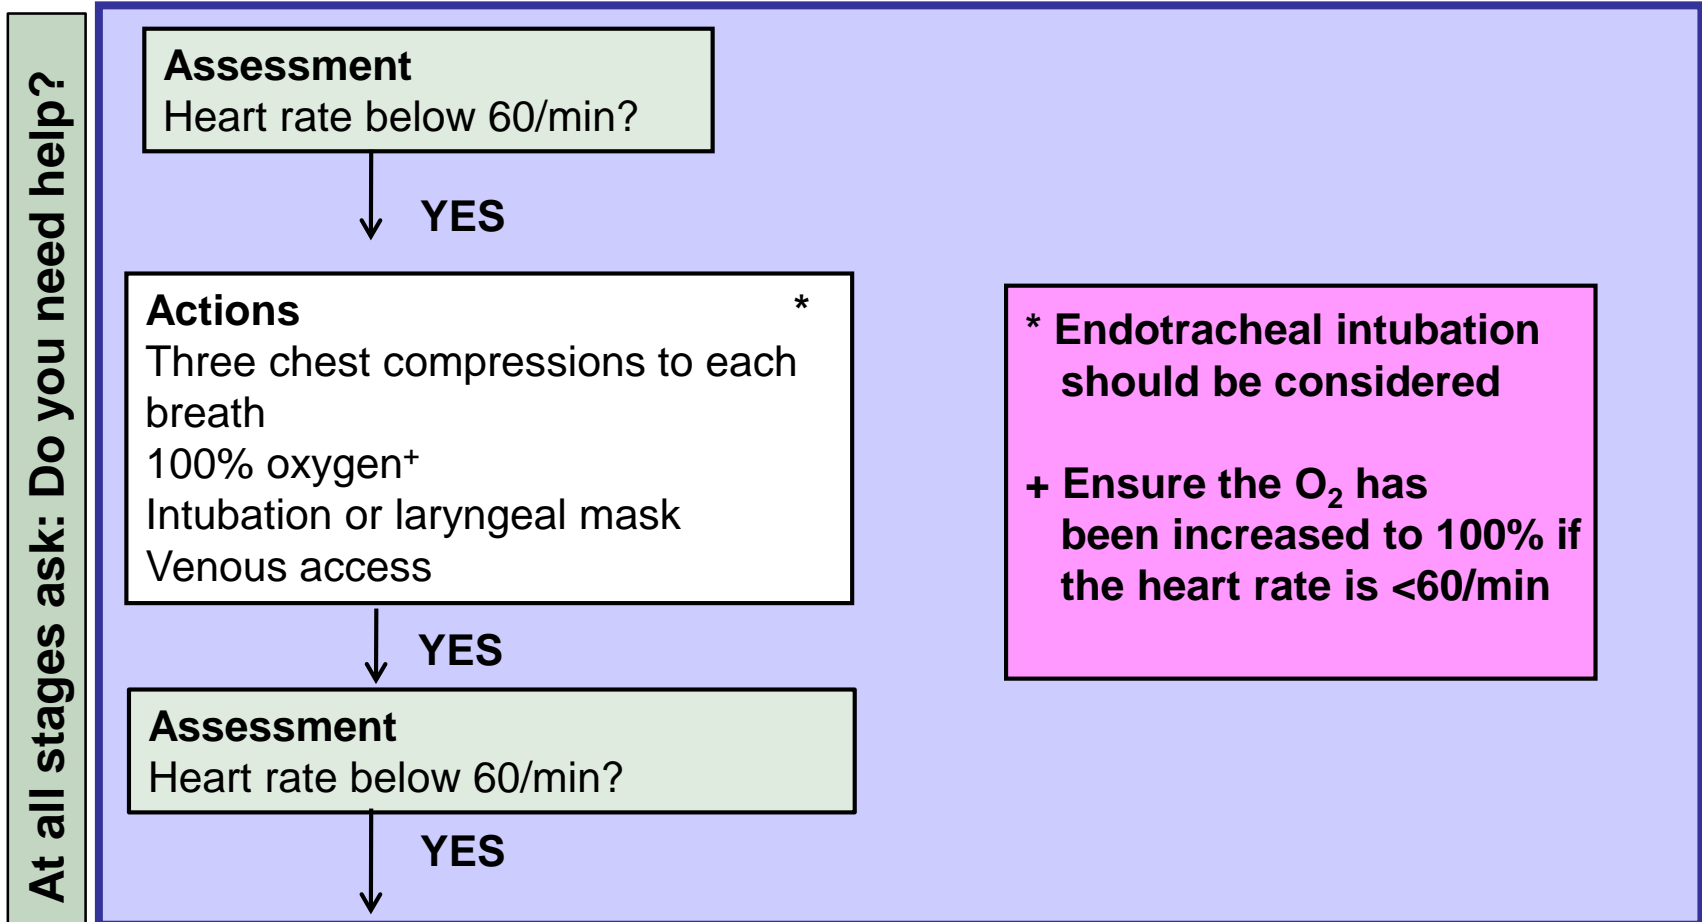 At all stages ask: Do you need help?
Assessment
Heart rate below 60/min?
YES
Actions *
Three chest compressions to each
breath
100% oxygen⁺
Intubation or laryngeal mask
Venous access
* Endotracheal intubation
should be considered
+ Ensure the O₂ has
been increased to 100% if
the heart rate is <60/min
YES
Assessment
Heart rate below 60/min?
YES